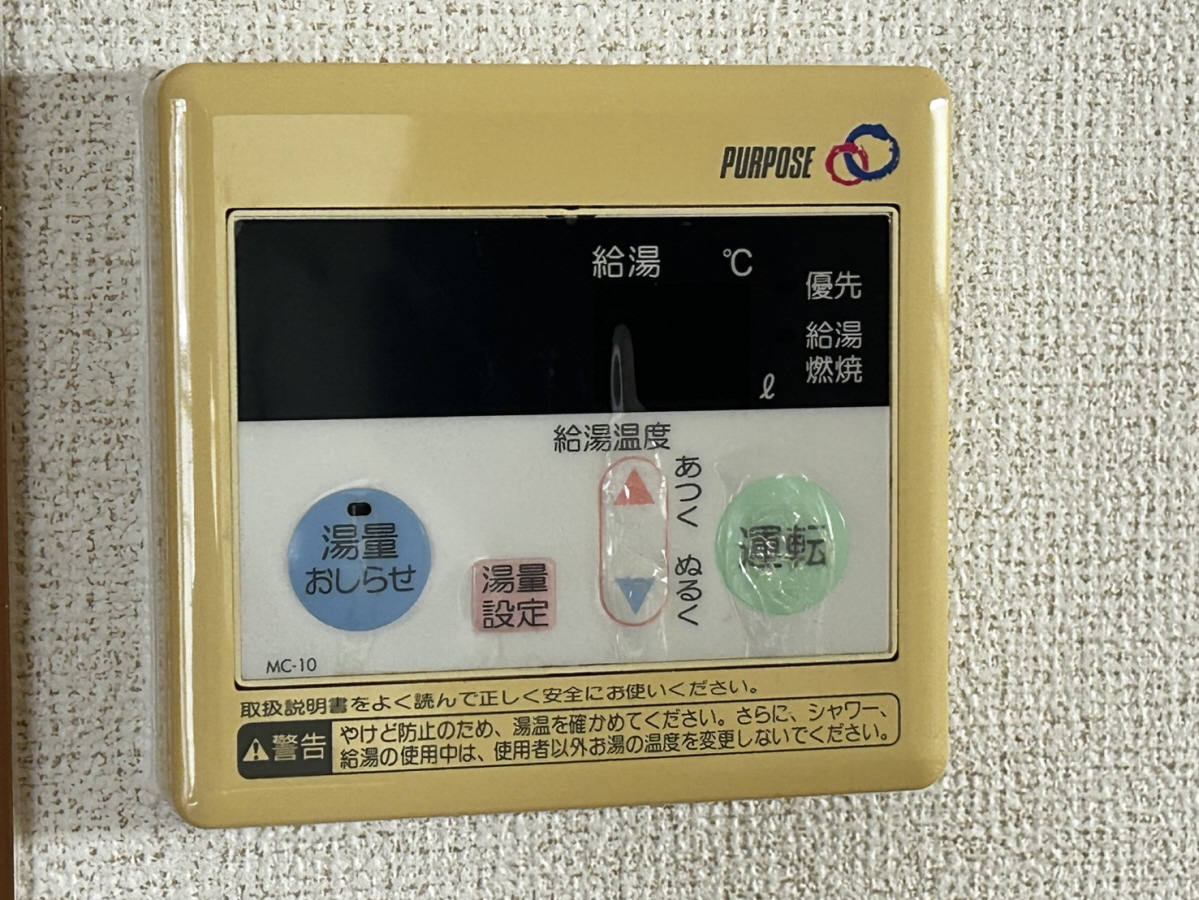 PURPOSE
給湯 ℃
優先
給湯
燃焼
ℓ
給湯温度
あつく
ぬるく
湯量
おしらせ
湯量
設定
運転
MC-10
取扱説明書をよく読んで正しく安全にお使いください。
警告
やけど防止のため、湯温を確かめてください。さらに、シャワー、
給湯の使用中は、使用者以外お湯の温度を変更しないでください。